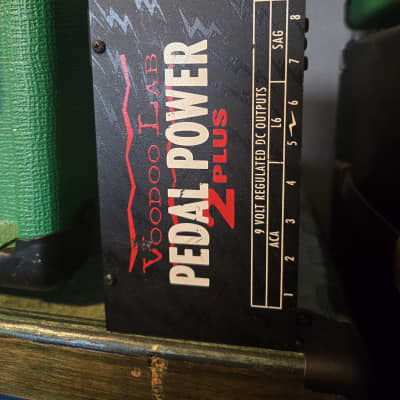 VOODOO LAB
PEDAL POWER
2 PLUS
9 VOLT REGULATED DC OUTPUTS
ACA L6 SAG
1 2 3 4 5 6 7 8